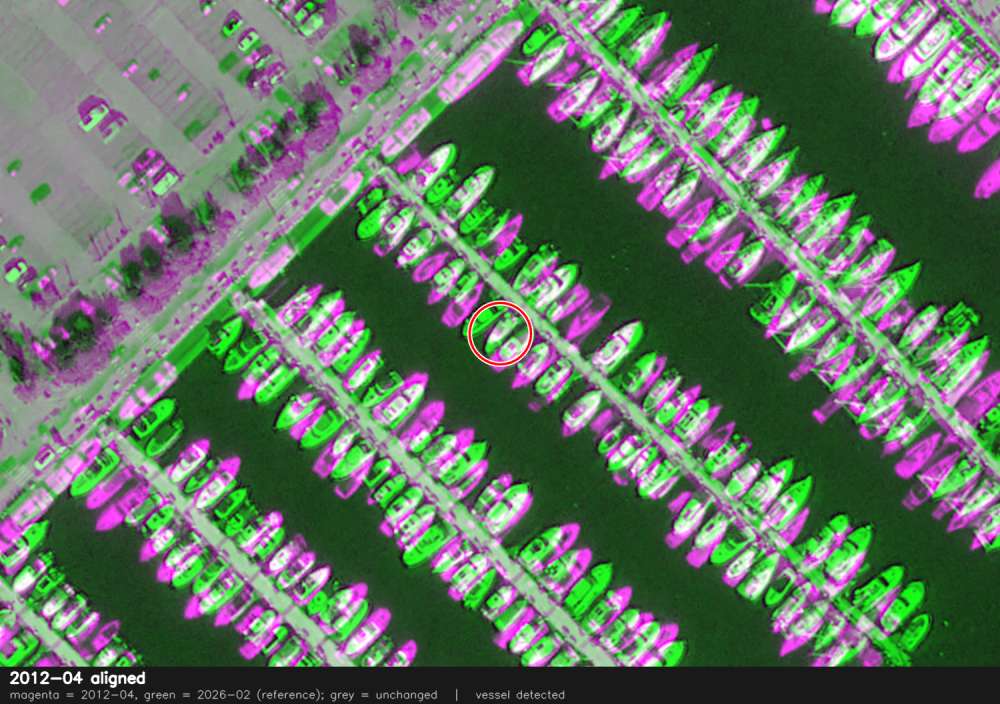 2012-04 aligned
magenta = 2012-04, green = 2026-02 (reference); grey = unchanged | vessel detected